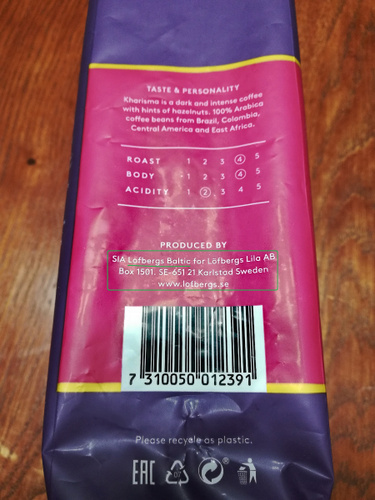 TASTE & PERSONALITY
Kharisma is a dark and intense coffee
with hints of hazelnuts. 100% Arabica
coffee beans from Brazil, Colombia,
Central America and East Africa.
ROAST 1 2 3 4 5
BODY 1 2 3 4 5
ACIDITY 1 2 3 4 5
PRODUCED BY
SIA Löfbergs Baltic for Löfbergs Lila AB,
Box 1501, SE-651 21 Karlstad Sweden
www.lofbergs.se
7 310050 012391
Please recycle as plastic.
EAC 07